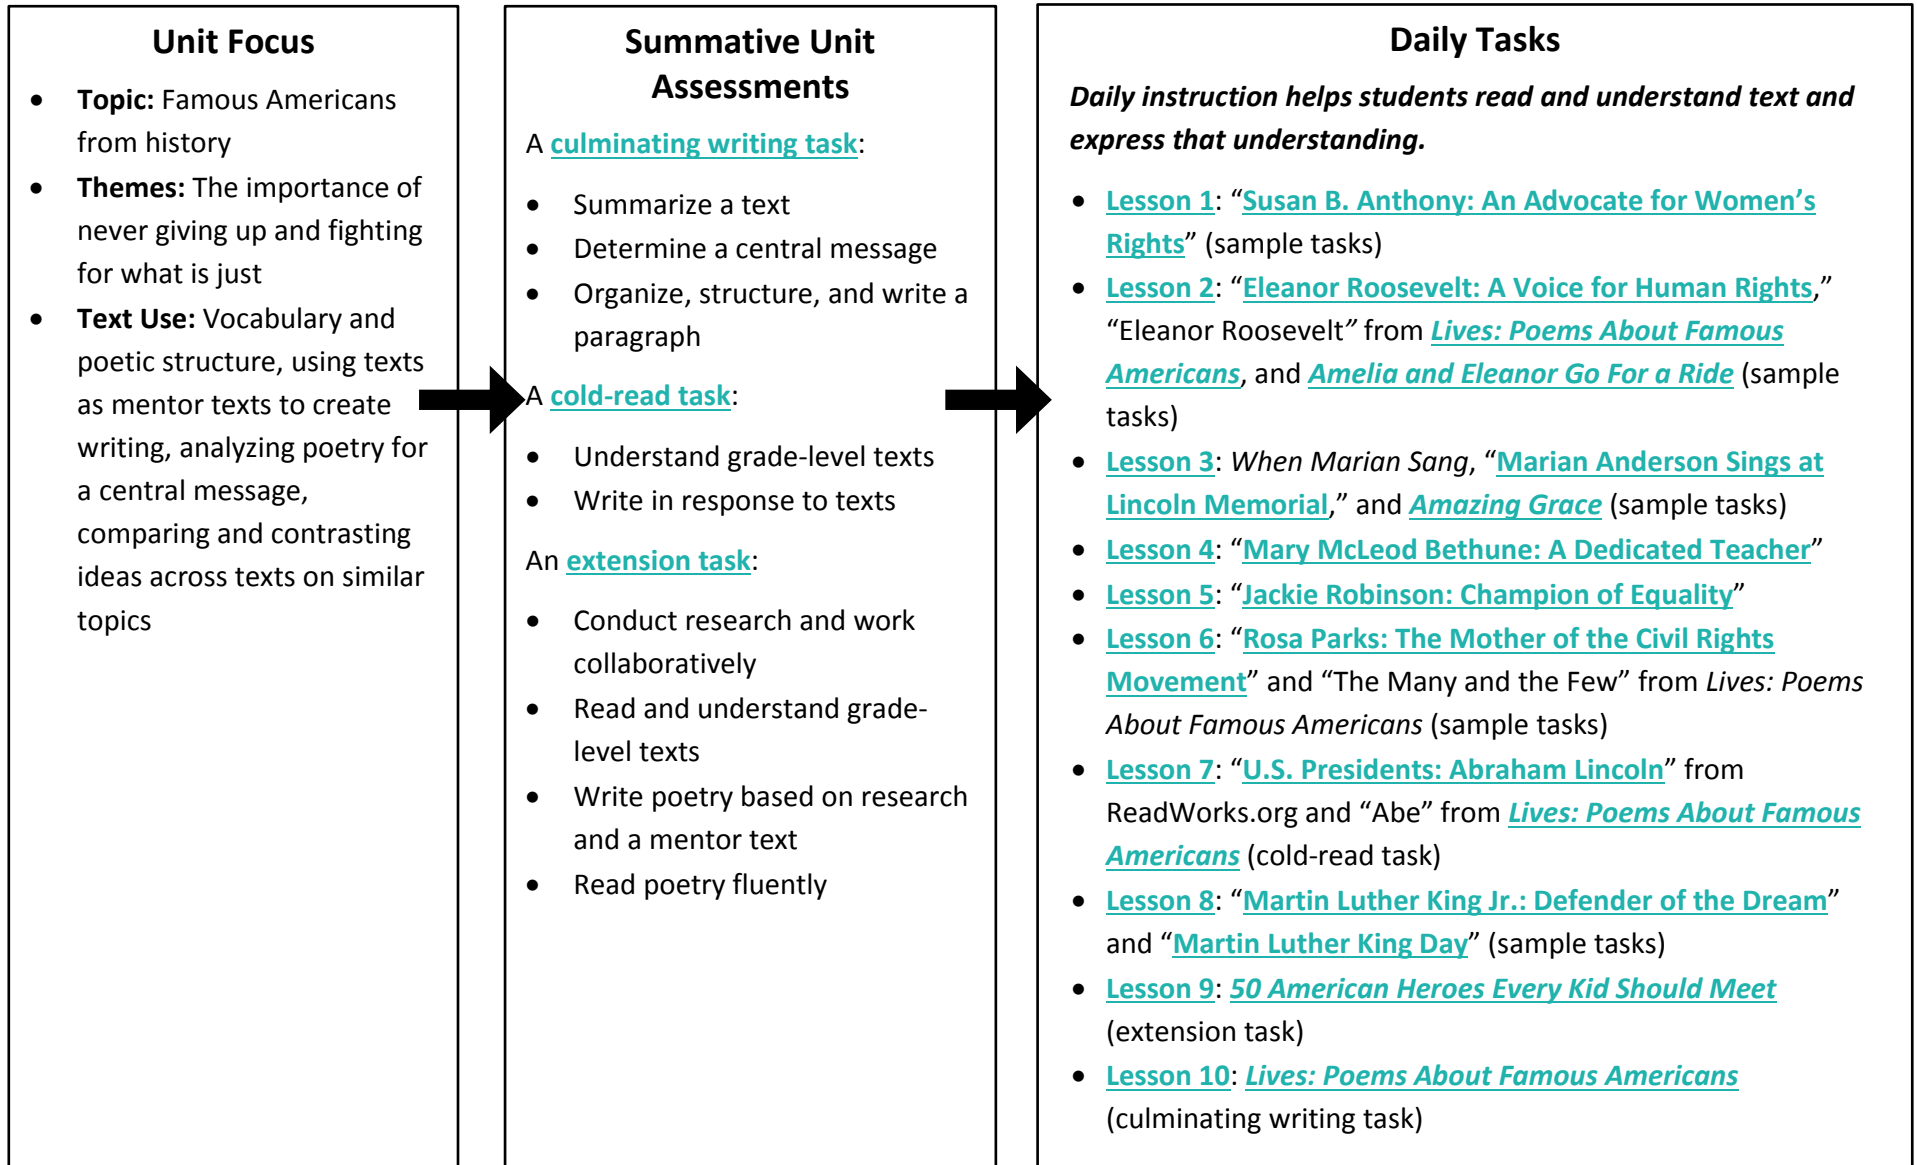 Unit Focus
• Topic: Famous Americans
from history
• Themes: The importance of
never giving up and fighting
for what is just
• Text Use: Vocabulary and
poetic structure, using texts
as mentor texts to create
writing, analyzing poetry for
a central message,
comparing and contrasting
ideas across texts on similar
topics
Summative Unit
Assessments
A culminating writing task:
• Summarize a text
• Determine a central message
• Organize, structure, and write a
paragraph
A cold-read task:
• Understand grade-level texts
• Write in response to texts
An extension task:
• Conduct research and work
collaboratively
• Read and understand grade-
level texts
• Write poetry based on research
and a mentor text
• Read poetry fluently
Daily Tasks
Daily instruction helps students read and understand text and
express that understanding.
• Lesson 1: “Susan B. Anthony: An Advocate for Women’s
Rights” (sample tasks)
• Lesson 2: “Eleanor Roosevelt: A Voice for Human Rights,”
“Eleanor Roosevelt” from Lives: Poems About Famous
Americans, and Amelia and Eleanor Go For a Ride (sample
tasks)
• Lesson 3: When Marian Sang, “Marian Anderson Sings at
Lincoln Memorial,” and Amazing Grace (sample tasks)
• Lesson 4: “Mary McLeod Bethune: A Dedicated Teacher”
• Lesson 5: “Jackie Robinson: Champion of Equality”
• Lesson 6: “Rosa Parks: The Mother of the Civil Rights
Movement” and “The Many and the Few” from Lives: Poems
About Famous Americans (sample tasks)
• Lesson 7: “U.S. Presidents: Abraham Lincoln” from
ReadWorks.org and “Abe” from Lives: Poems About Famous
Americans (cold-read task)
• Lesson 8: “Martin Luther King Jr.: Defender of the Dream”
and “Martin Luther King Day” (sample tasks)
• Lesson 9: 50 American Heroes Every Kid Should Meet
(extension task)
• Lesson 10: Lives: Poems About Famous Americans
(culminating writing task)